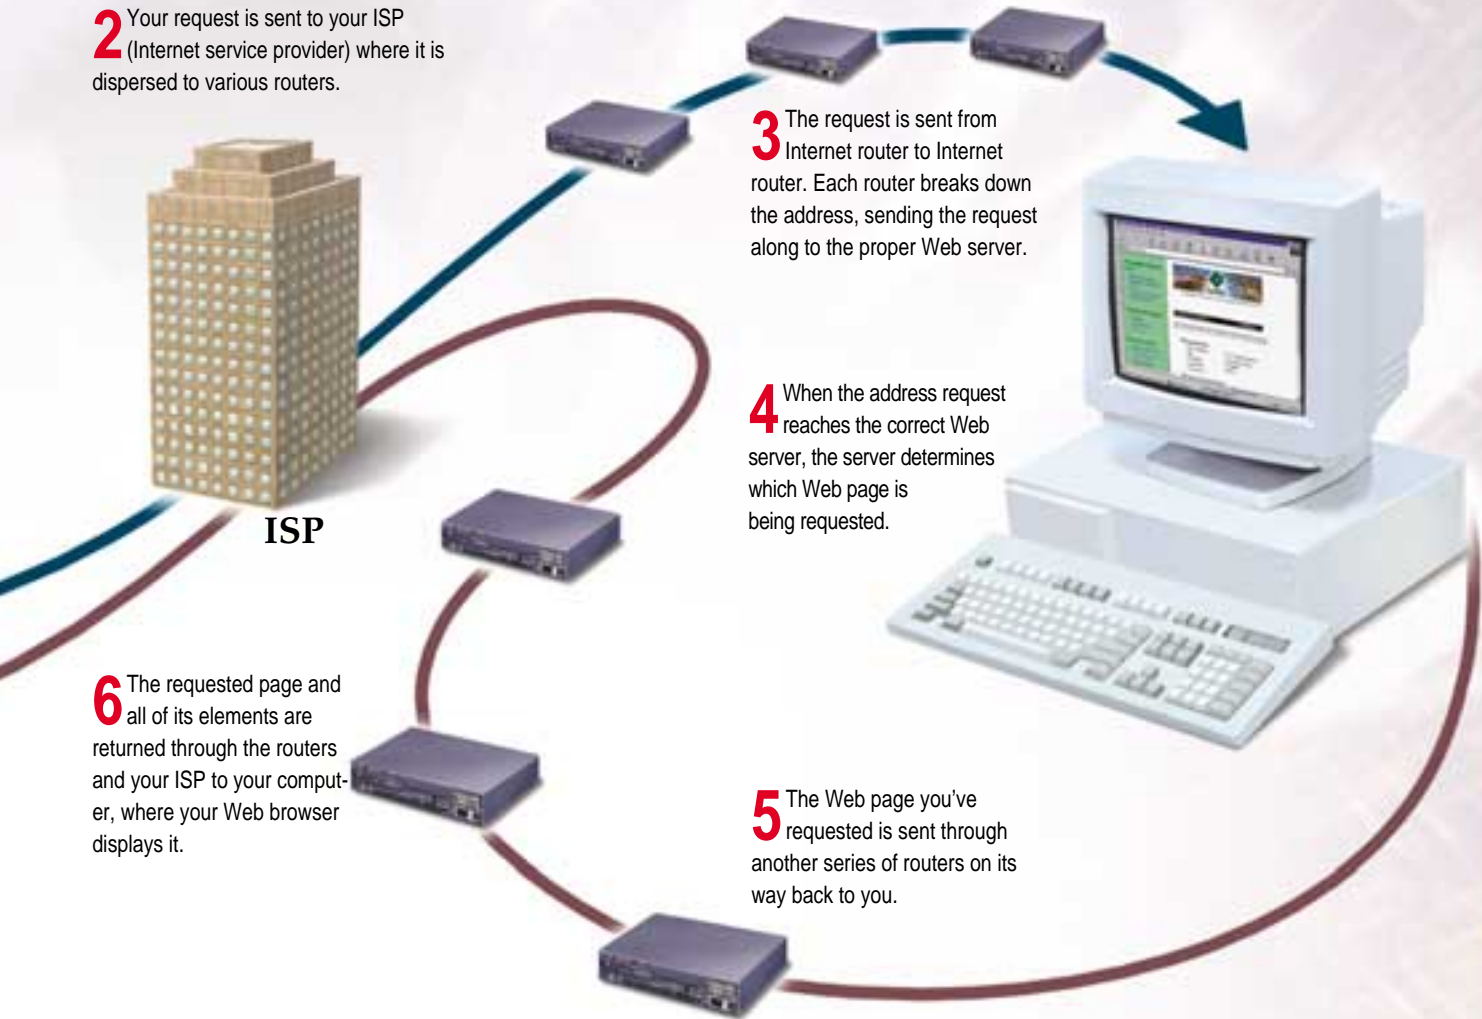 2 Your request is sent to your ISP
(Internet service provider) where it is
dispersed to various routers.
3 The request is sent from
Internet router to Internet
router. Each router breaks down
the address, sending the request
along to the proper Web server.
4 When the address request
reaches the correct Web
server, the server determines
which Web page is
being requested.
ISP
6 The requested page and
all of its elements are
returned through the routers
and your ISP to your comput-
er, where your Web browser
displays it.
5 The Web page you've
requested is sent through
another series of routers on its
way back to you.